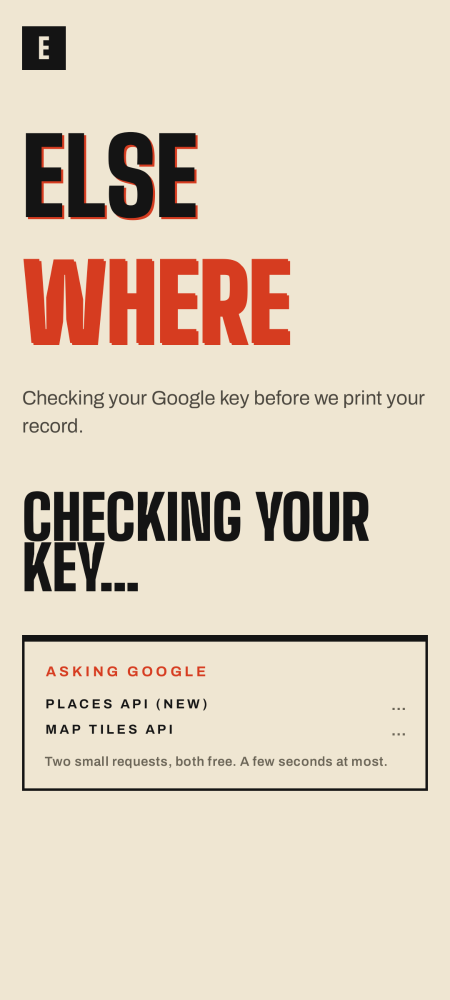 E
ELSE
WHERE
Checking your Google key before we print your
record.
CHECKING YOUR
KEY...
ASKING GOOGLE
PLACES API (NEW) ...
MAP TILES API ...
Two small requests, both free. A few seconds at most.